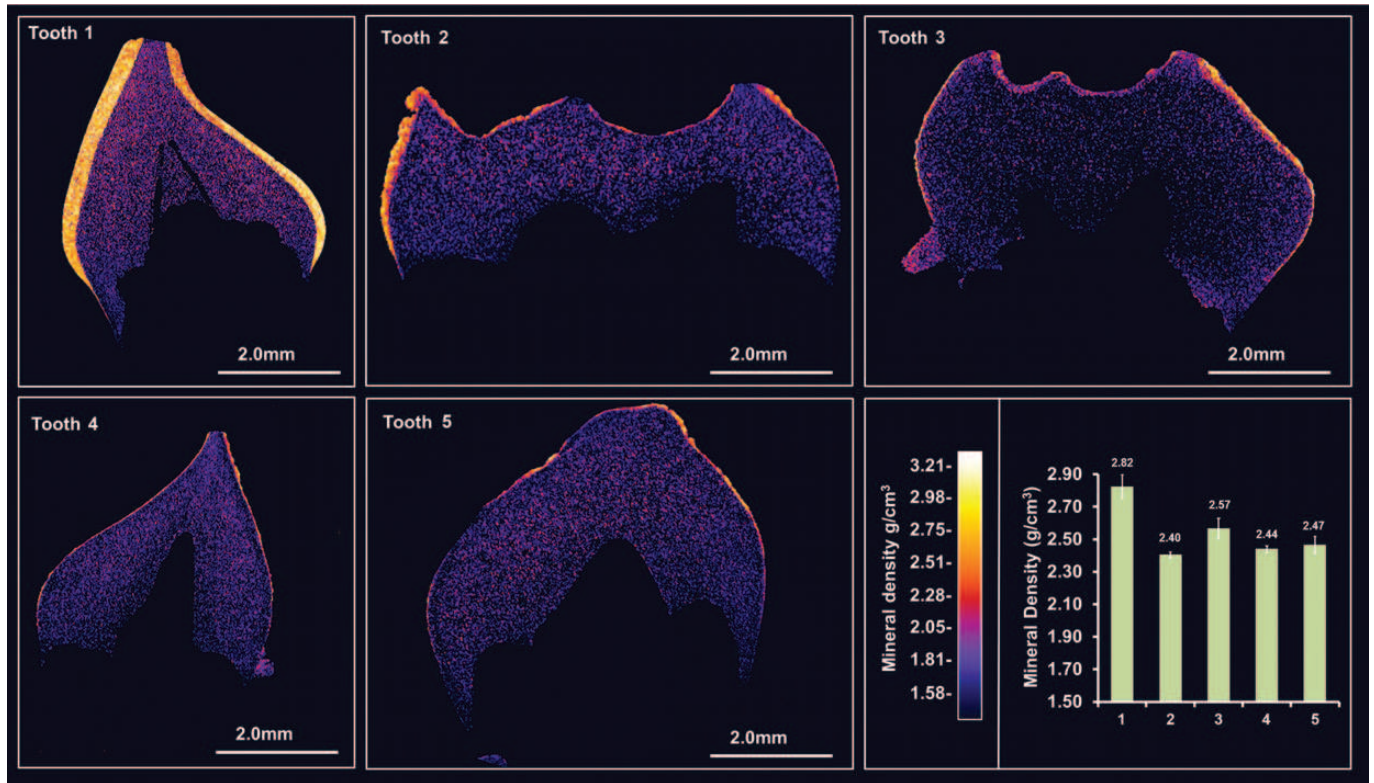 Tooth 1
2.0mm
Tooth 2
2.0mm
Tooth 3
2.0mm
Tooth 4
2.0mm
Tooth 5
2.0mm
Mineral density g/cm³
3.21-
2.98-
2.75-
2.51-
2.28-
2.05-
1.81-
1.58-
Mineral Density (g/cm³)
2.90
2.70
2.50
2.30
2.10
1.90
1.70
1.50
2.82
2.40
2.57
2.44
2.47
1 2 3 4 5